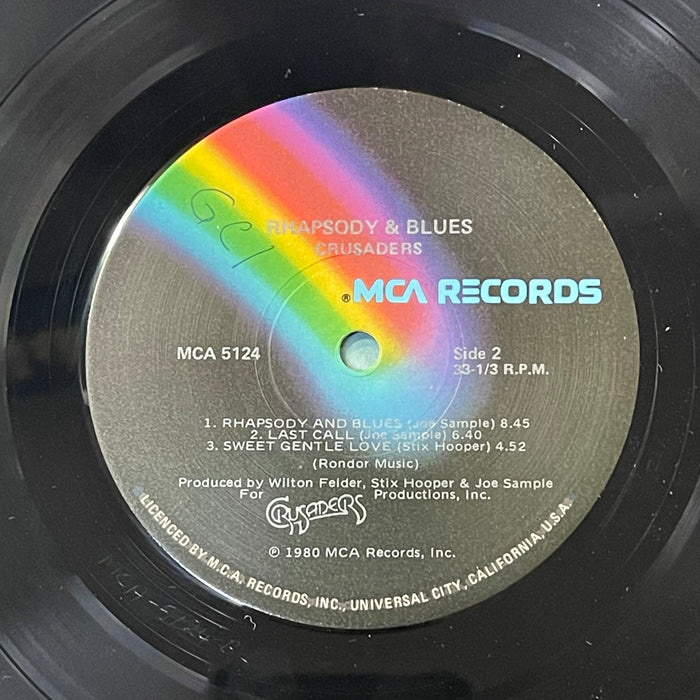 GC1
RHAPSODY & BLUES
CRUSADERS
®MCA RECORDS
MCA 5124
Side 2
33-1/3 R.P.M.
1. RHAPSODY AND BLUES (Joe Sample) 8.45
2. LAST CALL (Joe Sample) 6.40
3. SWEET GENTLE LOVE (Stix Hooper) 4.52
(Rondor Music)
Produced by Wilton Felder, Stix Hooper & Joe Sample
For CRUSADERS Productions, Inc.
℗ 1980 MCA Records, Inc.
LICENCED BY M.C.A. RECORDS, INC., UNIVERSAL CITY, CALIFORNIA, U.S.A.